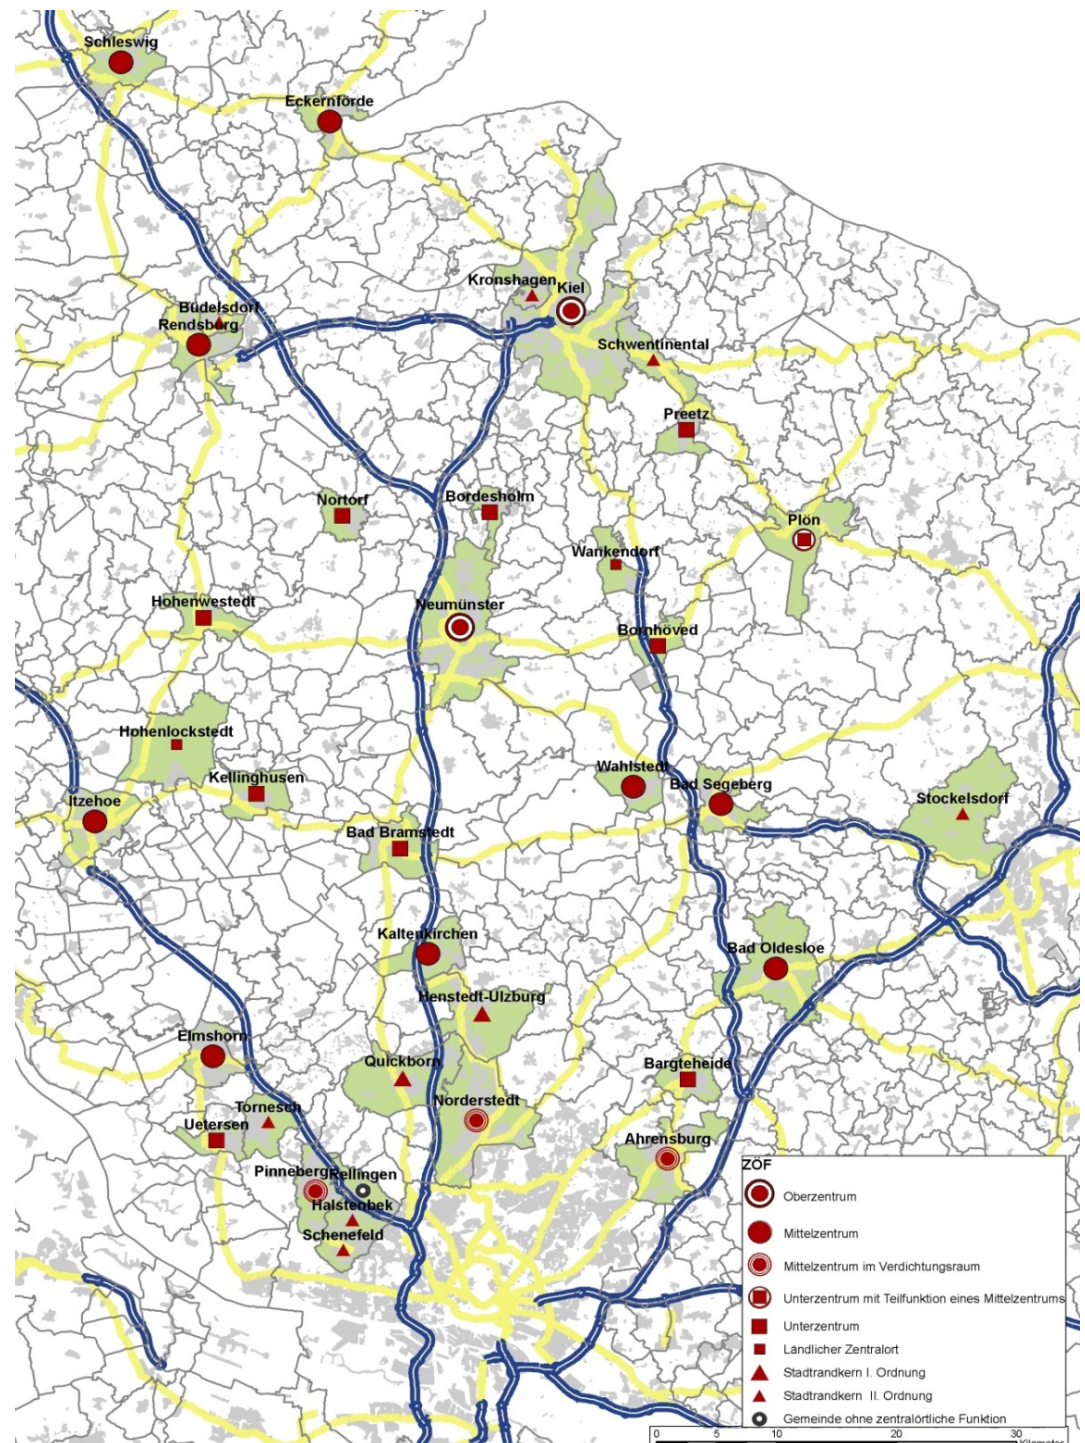 Schleswig
Eckernförde
Kronshagen
Kiel
Büdelsdorf
Rendsburg
Schwentinental
Preetz
Nortorf
Bordesholm
Plön
Wankendorf
Hohenwestedt
Neumünster
Bornhöved
Hohenlockstedt
Kellinghusen
Wahlstedt
Bad Segeberg
Itzehoe
Stockelsdorf
Bad Bramstedt
Kaltenkirchen
Bad Oldesloe
Henstedt-Ulzburg
Elmshorn
Quickborn
Bargteheide
Norderstedt
Tornesch
Uetersen
Ahrensburg
Pinneberg
Rellingen
Halstenbek
Schenefeld
ZÖF
Oberzentrum
Mittelzentrum
Mittelzentrum im Verdichtungsraum
Unterzentrum mit Teilfunktion eines Mittelzentrums
Unterzentrum
Ländlicher Zentralort
Stadtrandkern I. Ordnung
Stadtrandkern II. Ordnung
Gemeinde ohne zentralörtliche Funktion
0 5 10 20 30
Kilometer